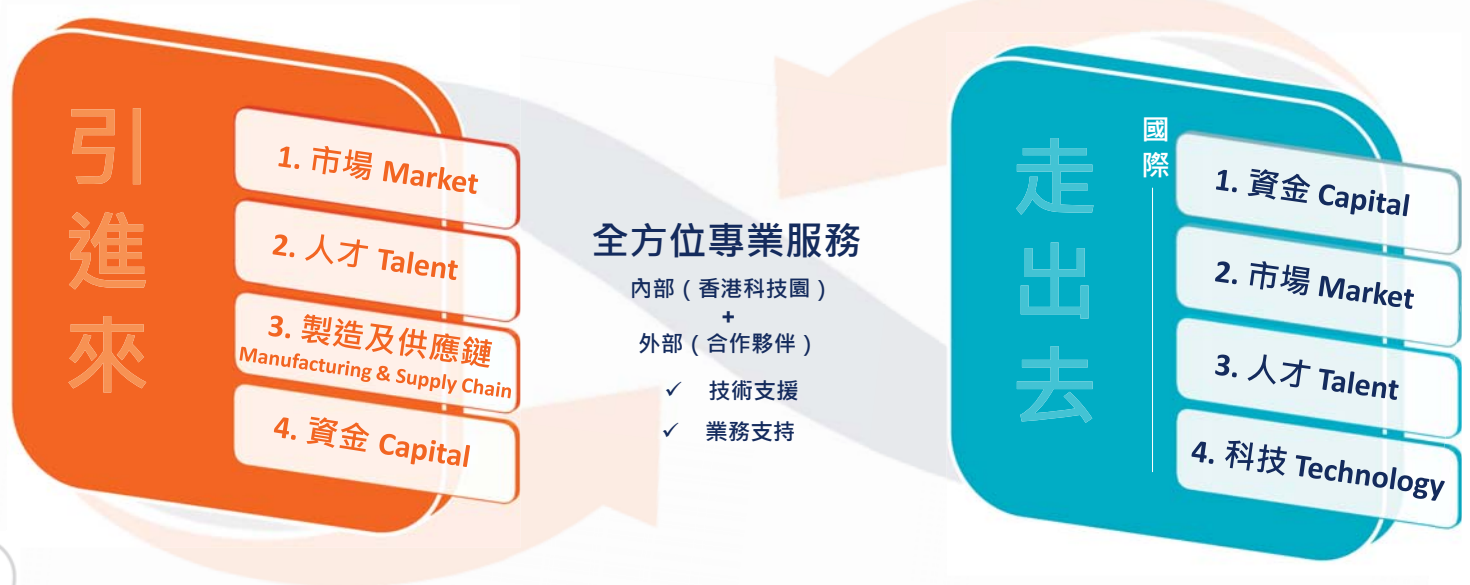 引進來
1. 市場 Market
2. 人才 Talent
3. 製造及供應鏈
Manufacturing & Supply Chain
4. 資金 Capital
全方位專業服務
內部（香港科技園）
+
外部（合作夥伴）
✓ 技術支援
✓ 業務支持
走出去
國際
1. 資金 Capital
2. 市場 Market
3. 人才 Talent
4. 科技 Technology